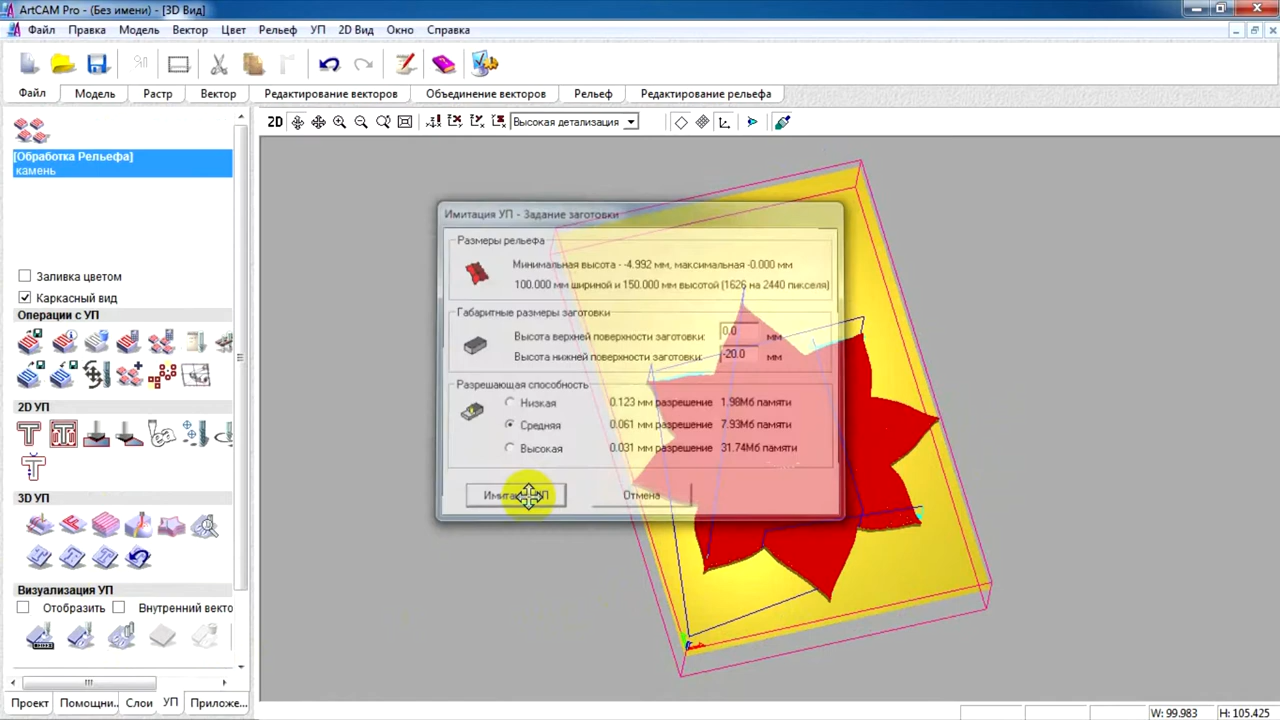 ArtCAM Pro - (Без имени) - [3D Вид]
Файл Правка Модель Вектор Цвет Рельеф УП 2D Вид Окно Справка
Файл Модель Растр Вектор Редактирование векторов Объединение векторов Рельеф Редактирование рельефа
2D Высокая детализация
[Обработка Рельефа]
камень
Заливка цветом
Каркасный вид
Операции с УП
2D УП
3D УП
Визуализация УП
Отобразить Внутренний векто
Проект Помощни... Слои УП Приложе...
Имитация УП - Задание заготовки
Размеры рельефа
Минимальная высота - -4.992 мм, максимальная -0.000 мм
100.000 мм шириной и 150.000 мм высотой (1626 на 2440 пикселя)
Габаритные размеры заготовки
Высота верхней поверхности заготовки: 0.0 мм
Высота нижней поверхности заготовки: -20.0 мм
Разрешающая способность
Низкая 0.123 мм разрешение 1.98Мб памяти
Средняя 0.061 мм разрешение 7.93Мб памяти
Высокая 0.031 мм разрешение 31.74Мб памяти
Отмена
W: 99.983 H: 105.425